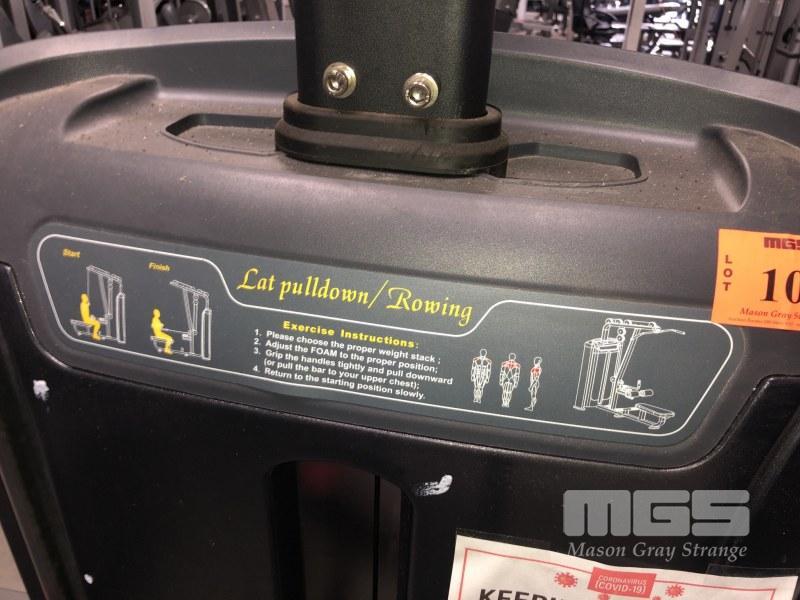 Start
Finish
Lat pulldown/Rowing
Exercise Instructions:
1. Please choose the proper weight stack ;
2. Adjust the FOAM to the proper position;
3. Grip the handles tightly and pull downward
(or pull the bar to your upper chest);
4. Return to the starting position slowly.
MGS
LOT
10
Mason Gray
MGS
Mason Gray Strange
CORONAVIRUS
(COVID-19)